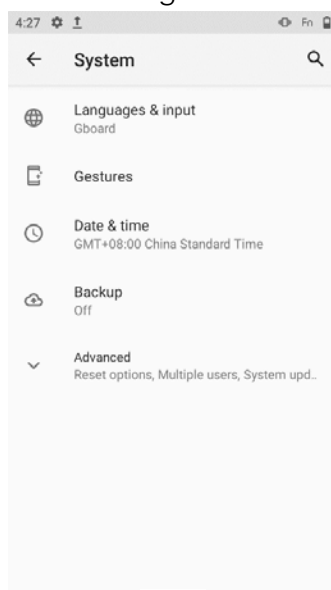 4:27 Fn
System
Languages & input
Gboard
Gestures
Date & time
GMT+08:00 China Standard Time
Backup
Off
Advanced
Reset options, Multiple users, System upd..